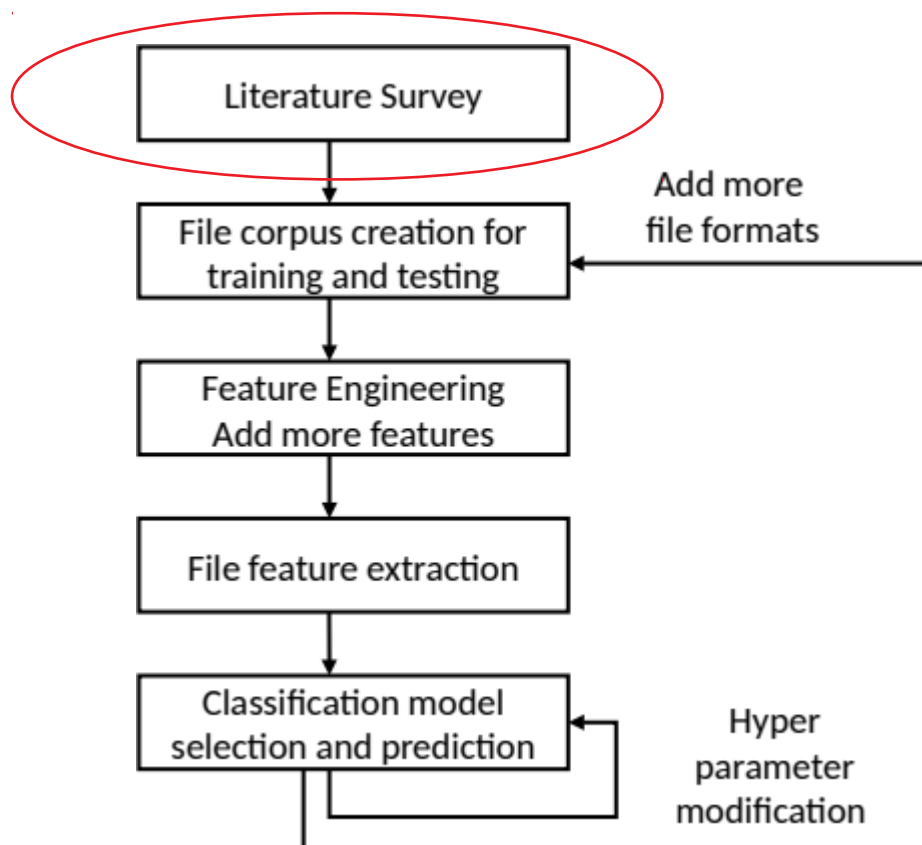 Literature Survey
File corpus creation for
training and testing
Add more
file formats
Feature Engineering
Add more features
File feature extraction
Classification model
selection and prediction
Hyper
parameter
modification